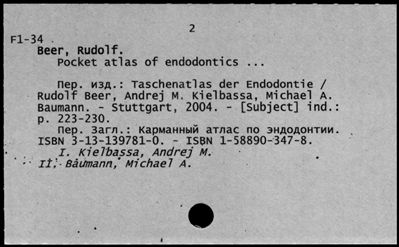 2
F1-34
Beer, Rudolf.
Pocket atlas of endodontics ...
Пер. изд.: Taschenatlas der Endodontie /
Rudolf Beer, Andrej M. Kielbassa, Michael A.
Baumann. - Stuttgart, 2004. - [Subject] ind.:
p. 223-230.
Пер. Загл.: Карманный атлас по эндодонтии.
ISBN 3-13-139781-0. - ISBN 1-58890-347-8.
I. Kielbassa, Andrej M.
II. Baumann, Michael A.